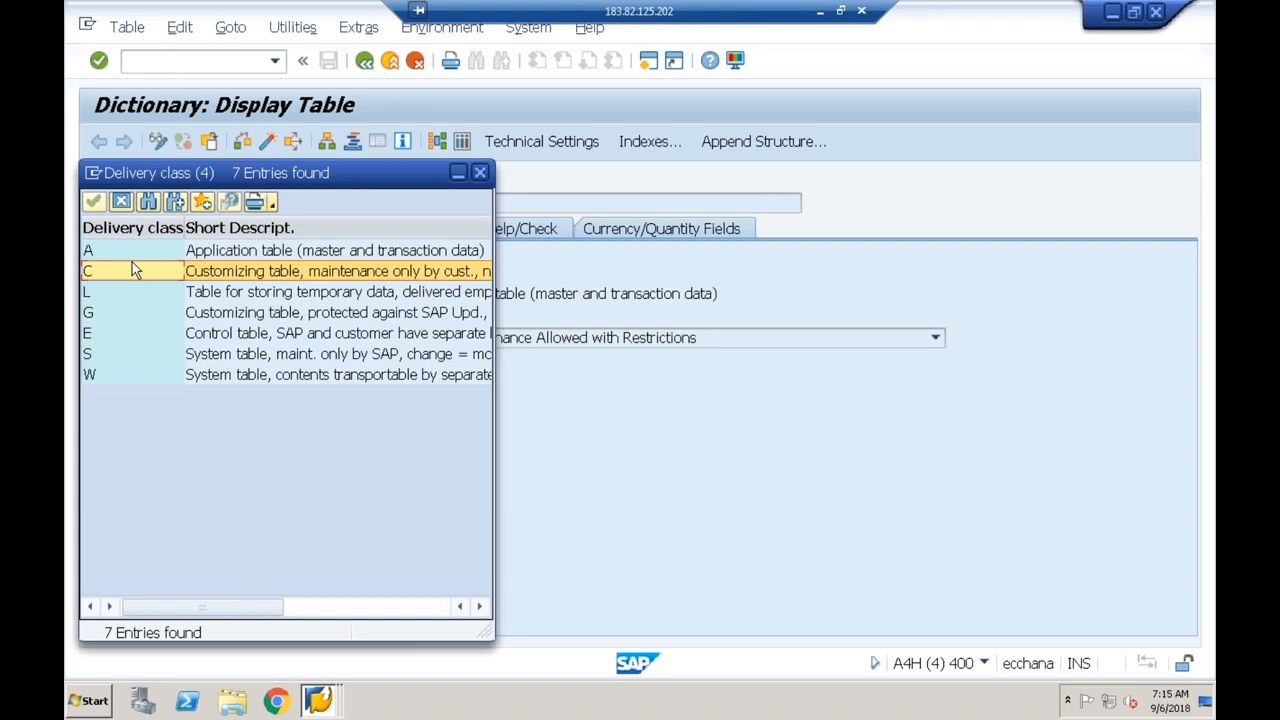 183.82.125.202
Table Edit Goto Utilities Extras Environment System Help
Dictionary: Display Table
Technical Settings Indexes... Append Structure...
Delivery class (4) 7 Entries found
Delivery class Short Descript.
elp/Check Currency/Quantity Fields
A Application table (master and transaction data)
C Customizing table, maintenance only by cust., n
L Table for storing temporary data, delivered emp
table (master and transaction data)
G Customizing table, protected against SAP Upd.,
E Control table, SAP and customer have separate
nance Allowed with Restrictions
S System table, maint. only by SAP, change = mo
W System table, contents transportable by separate
7 Entries found
SAP
A4H (4) 400 ecchana INS
Start
7:15 AM
9/6/2018